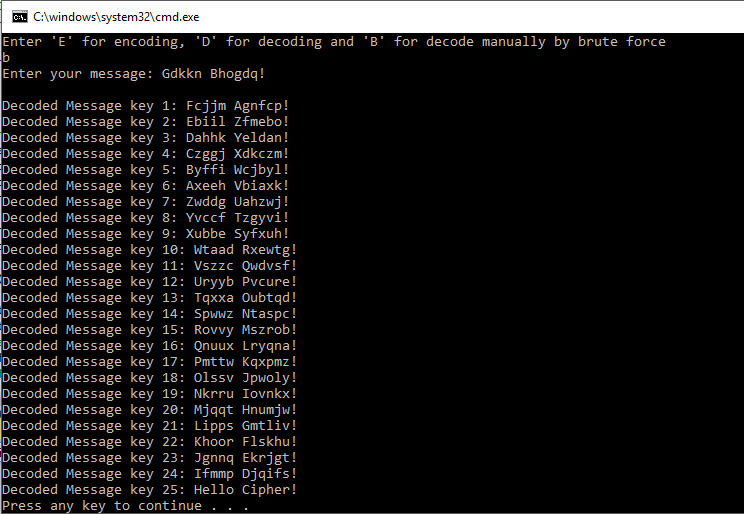 C:\windows\system32\cmd.exe
Enter 'E' for encoding, 'D' for decoding and 'B' for decode manually by brute force
b
Enter your message: Gdkkn Bhogdq!
Decoded Message key 1: Fcjjm Agnfcp!
Decoded Message key 2: Ebiil Zfmebo!
Decoded Message key 3: Dahhk Yeldan!
Decoded Message key 4: Czggj Xdkczm!
Decoded Message key 5: Byffi Wcjbyl!
Decoded Message key 6: Axeeh Vbiaxk!
Decoded Message key 7: Zwddg Uahzwj!
Decoded Message key 8: Yvccf Tzgyvi!
Decoded Message key 9: Xubbe Syfxuh!
Decoded Message key 10: Wtaad Rxewtg!
Decoded Message key 11: Vszzc Qwdvsf!
Decoded Message key 12: Uryyb Pvcure!
Decoded Message key 13: Tqxxa Oubtqd!
Decoded Message key 14: Spwwz Ntaspc!
Decoded Message key 15: Rovvy Mszrob!
Decoded Message key 16: Qnuux Lryqna!
Decoded Message key 17: Pmttw Kqxpmz!
Decoded Message key 18: Olssv Jpwoly!
Decoded Message key 19: Nkrru Iovnkx!
Decoded Message key 20: Mjqqt Hnumjw!
Decoded Message key 21: Lipps Gmtliv!
Decoded Message key 22: Khoor Flskhu!
Decoded Message key 23: Jgnnq Ekrjgt!
Decoded Message key 24: Ifmmp Djqifs!
Decoded Message key 25: Hello Cipher!
Press any key to continue . . .